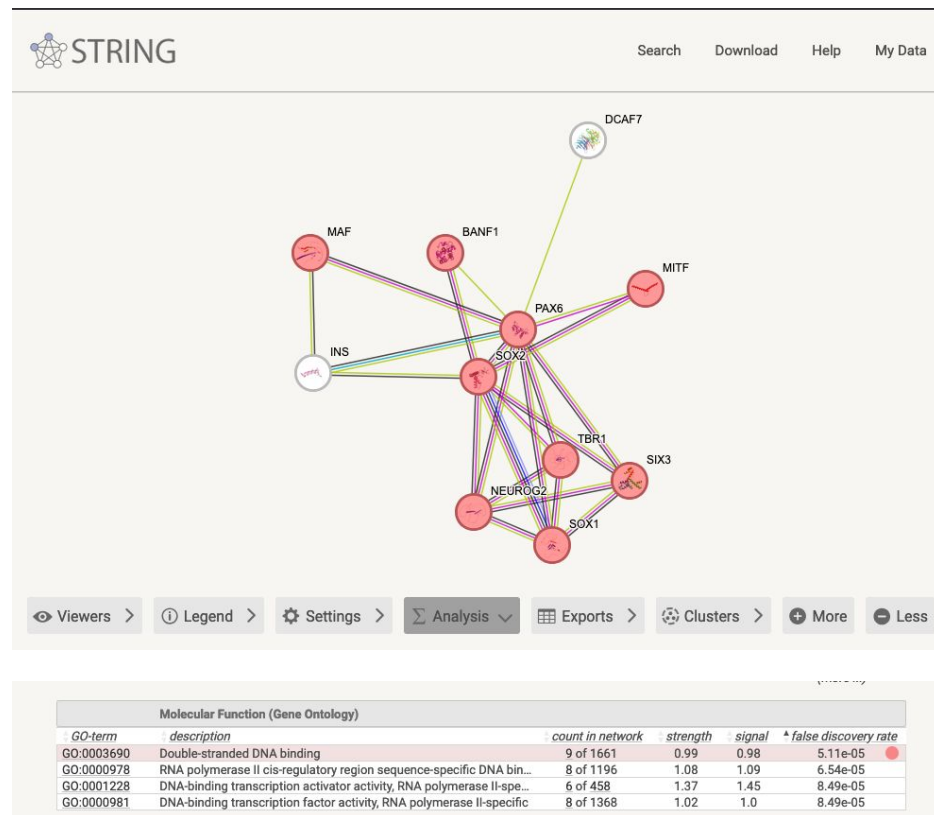 STRING
Search Download Help My Data
DCAF7
MAF
BANF1
MITF
PAX6
INS
SOX2
TBR1
SIX3
NEUROG2
SOX1
Viewers Legend Settings Analysis Exports Clusters More Less
Molecular Function (Gene Ontology)
GO-term description count in network strength signal false discovery rate
GO:0003690 Double-stranded DNA binding 9 of 1661 0.99 0.98 5.11e-05
GO:0000978 RNA polymerase II cis-regulatory region sequence-specific DNA bin... 8 of 1196 1.08 1.09 6.54e-05
GO:0001228 DNA-binding transcription activator activity, RNA polymerase II-spe... 6 of 458 1.37 1.45 8.49e-05
GO:0000981 DNA-binding transcription factor activity, RNA polymerase II-specific 8 of 1368 1.02 1.0 8.49e-05